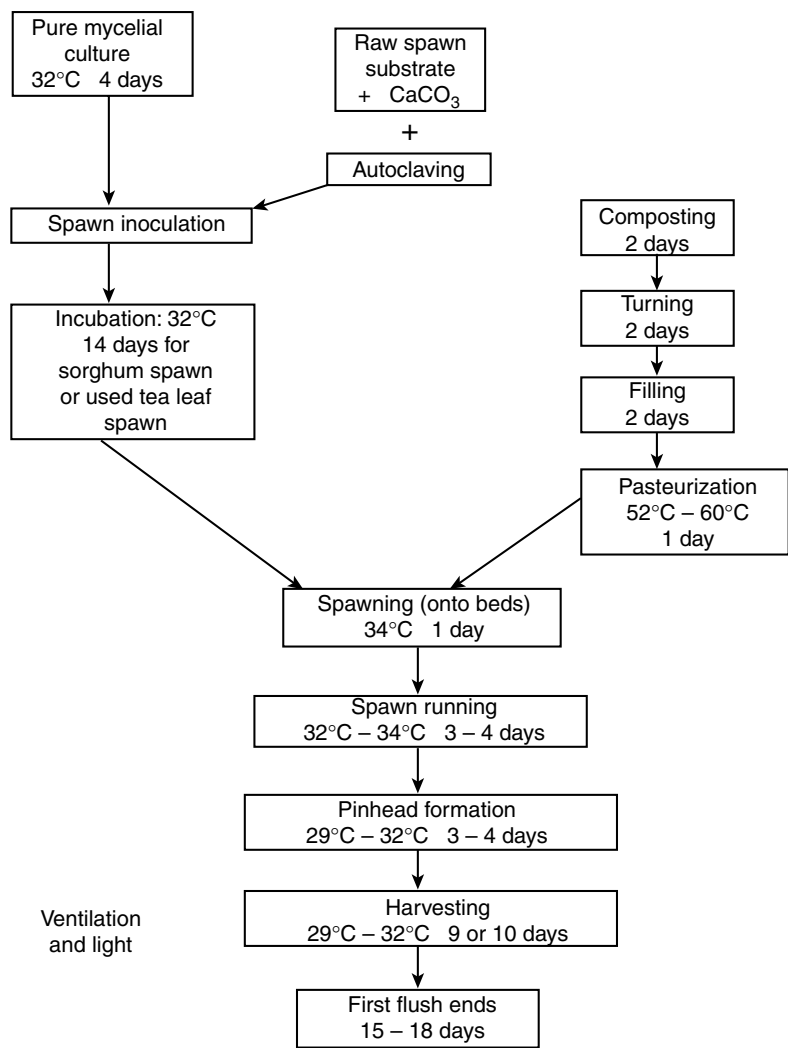 Pure mycelial
culture
32°C 4 days
Raw spawn
substrate
+ CaCO₃
+
Autoclaving
Spawn inoculation
Incubation: 32°C
14 days for
sorghum spawn
or used tea leaf
spawn
Composting
2 days
Turning
2 days
Filling
2 days
Pasteurization
52°C – 60°C
1 day
Spawning (onto beds)
34°C 1 day
Spawn running
32°C – 34°C 3 – 4 days
Pinhead formation
29°C – 32°C 3 – 4 days
Harvesting
29°C – 32°C 9 or 10 days
Ventilation
and light
First flush ends
15 – 18 days